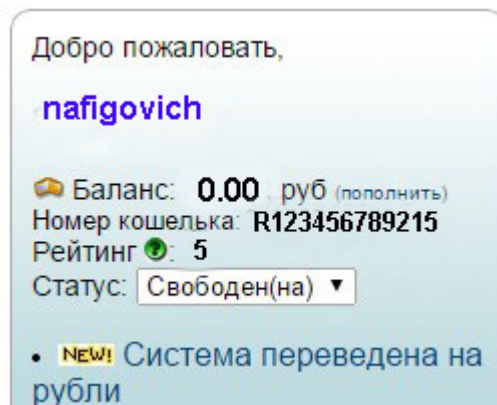 Добро пожаловать,
nafigovich
Баланс: 0.00 руб (пополнить)
Номер кошелька: R123456789215
Рейтинг ?: 5
Статус: Свободен(на) ▼
• NEW! Система переведена на
рубли